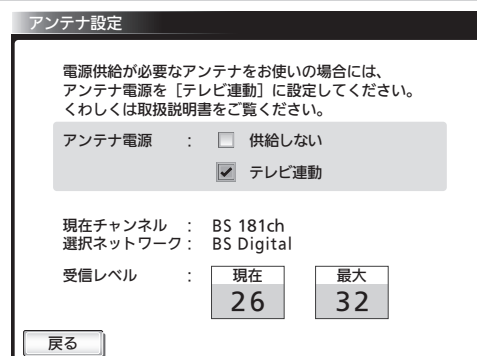 アンテナ設定
電源供給が必要なアンテナをお使いの場合には、
アンテナ電源を［テレビ連動］に設定してください。
くわしくは取扱説明書をご覧ください。
アンテナ電源 : 供給しない
テレビ連動
現在チャンネル : BS 181ch
選択ネットワーク : BS Digital
受信レベル : 現在 最大
26 32
戻る